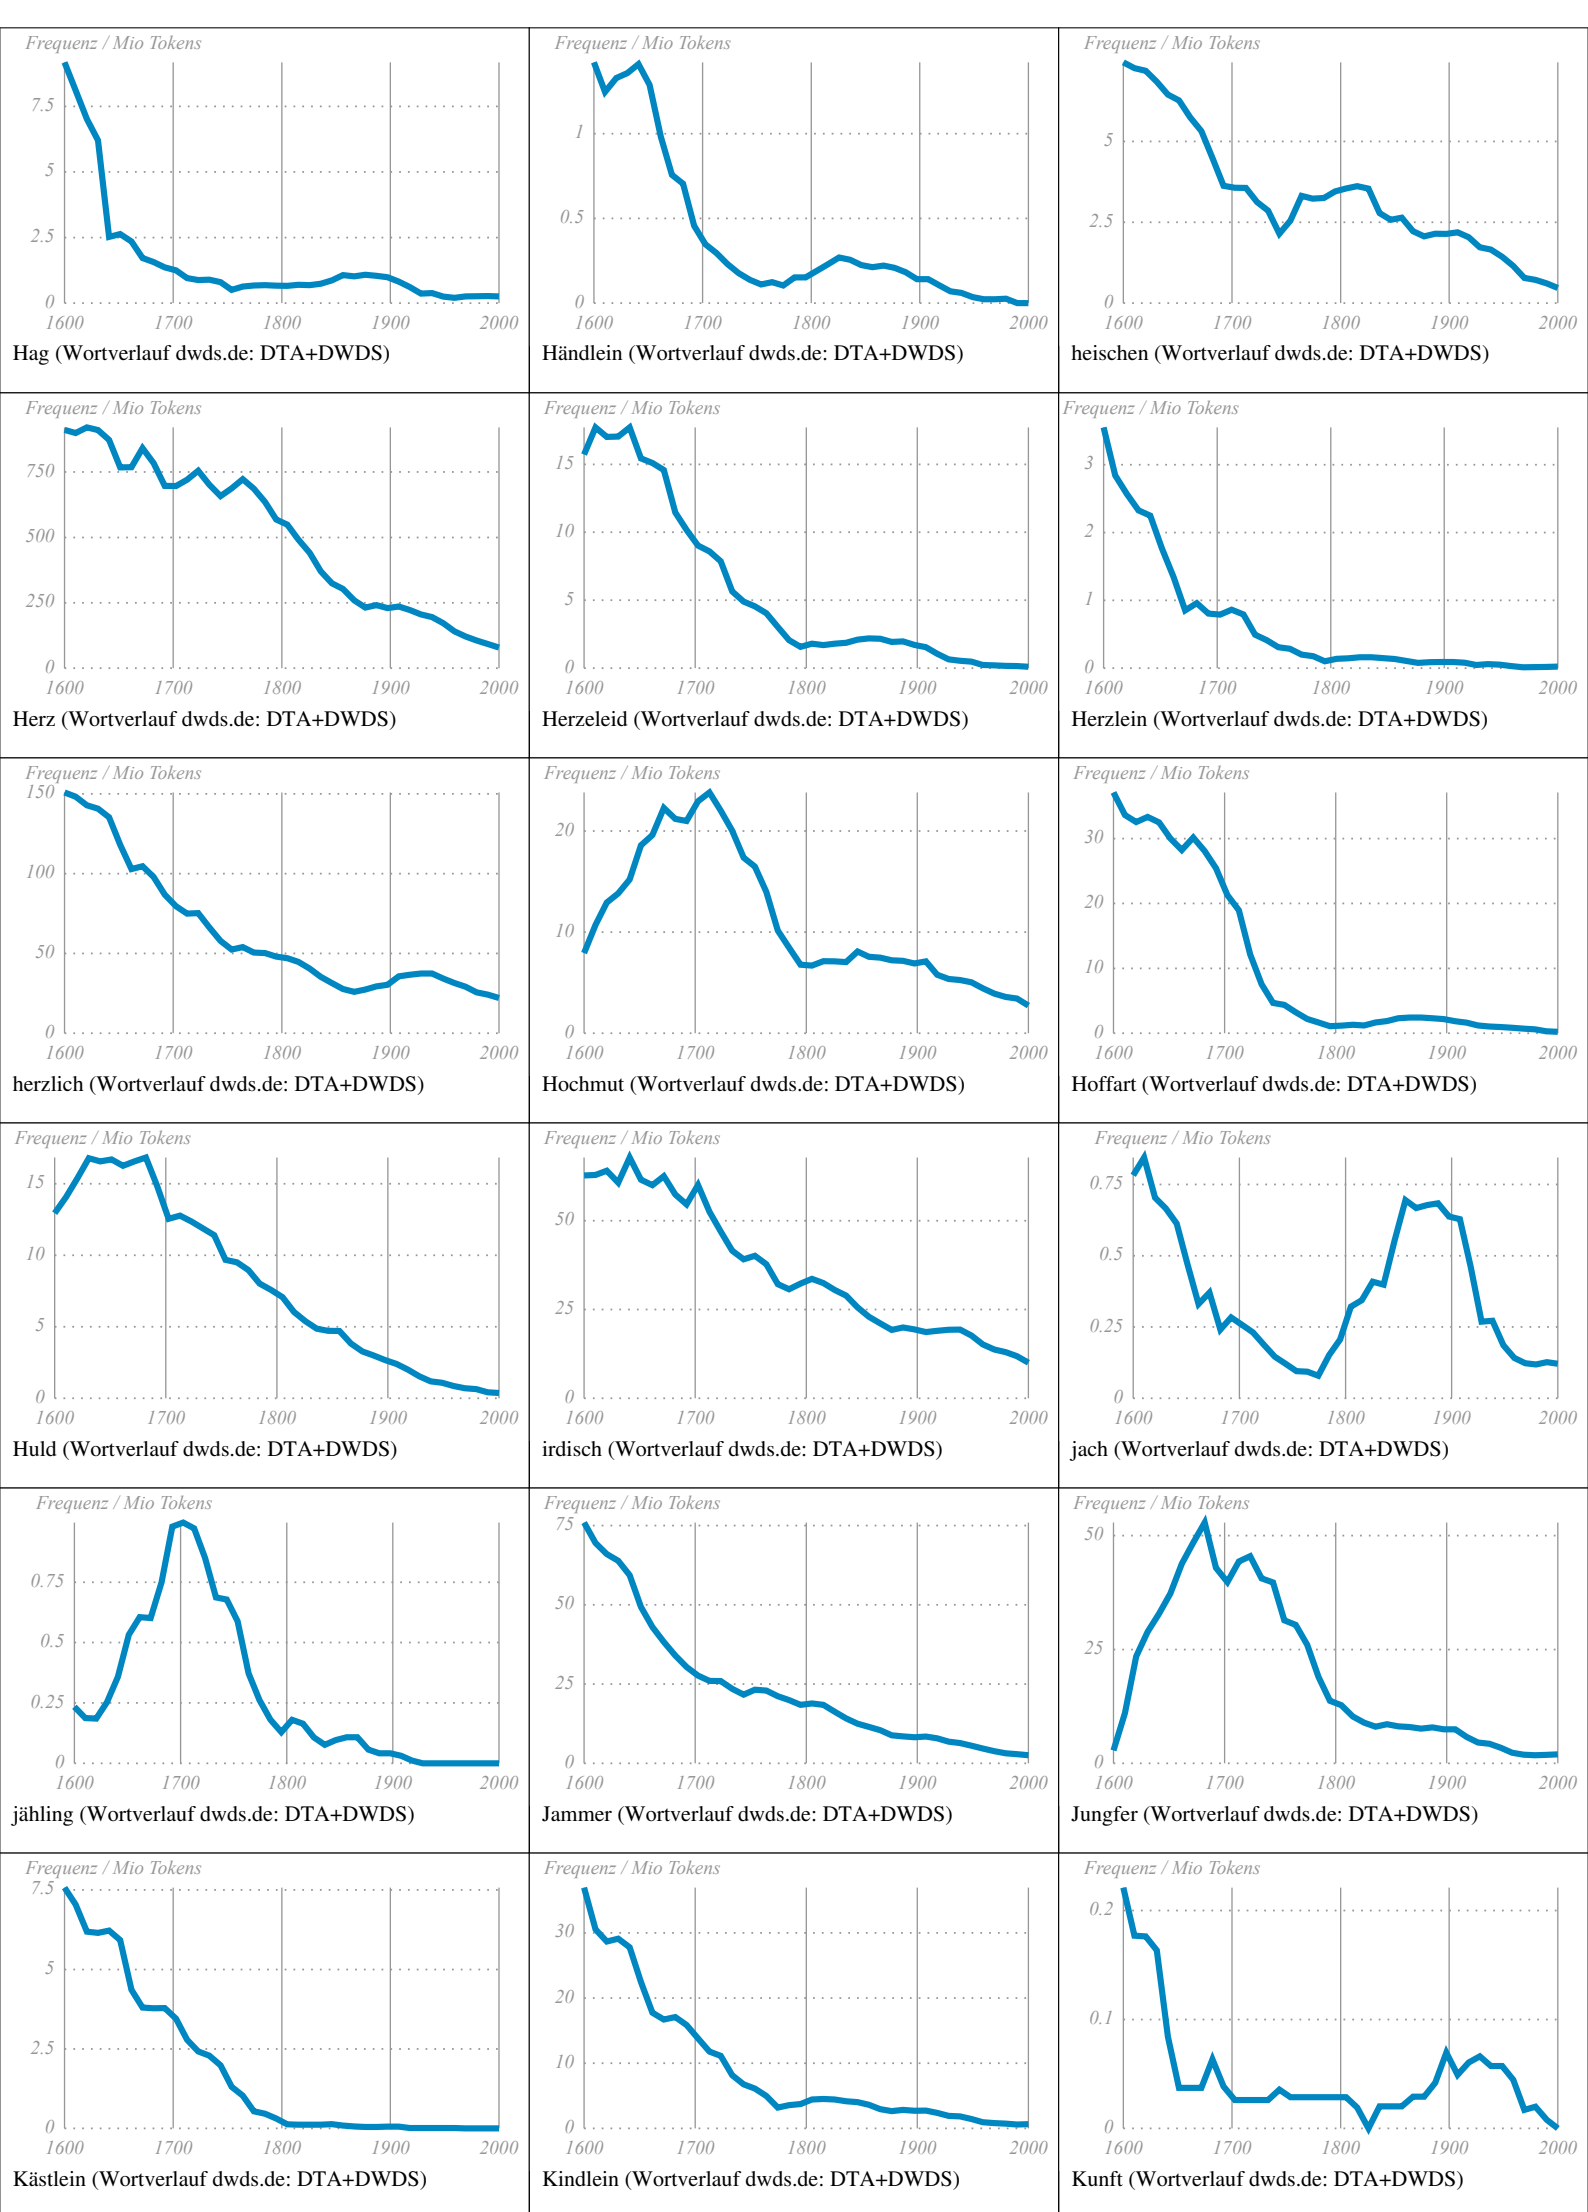 Frequenz / Mio Tokens
7.5
5
2.5
0
1600 1700 1800 1900 2000
Hag (Wortverlauf dwds.de: DTA+DWDS)
Frequenz / Mio Tokens
1
0.5
0
1600 1700 1800 1900 2000
Händlein (Wortverlauf dwds.de: DTA+DWDS)
Frequenz / Mio Tokens
5
2.5
0
1600 1700 1800 1900 2000
heischen (Wortverlauf dwds.de: DTA+DWDS)
Frequenz / Mio Tokens
750
500
250
0
1600 1700 1800 1900 2000
Herz (Wortverlauf dwds.de: DTA+DWDS)
Frequenz / Mio Tokens
15
10
5
0
1600 1700 1800 1900 2000
Herzeleid (Wortverlauf dwds.de: DTA+DWDS)
Frequenz / Mio Tokens
3
2
1
0
1600 1700 1800 1900 2000
Herzlein (Wortverlauf dwds.de: DTA+DWDS)
Frequenz / Mio Tokens
150
100
50
0
1600 1700 1800 1900 2000
herzlich (Wortverlauf dwds.de: DTA+DWDS)
Frequenz / Mio Tokens
20
10
0
1600 1700 1800 1900 2000
Hochmut (Wortverlauf dwds.de: DTA+DWDS)
Frequenz / Mio Tokens
30
20
10
0
1600 1700 1800 1900 2000
Hoffart (Wortverlauf dwds.de: DTA+DWDS)
Frequenz / Mio Tokens
15
10
5
0
1600 1700 1800 1900 2000
Huld (Wortverlauf dwds.de: DTA+DWDS)
Frequenz / Mio Tokens
50
25
0
1600 1700 1800 1900 2000
irdisch (Wortverlauf dwds.de: DTA+DWDS)
Frequenz / Mio Tokens
0.75
0.5
0.25
0
1600 1700 1800 1900 2000
jach (Wortverlauf dwds.de: DTA+DWDS)
Frequenz / Mio Tokens
0.75
0.5
0.25
0
1600 1700 1800 1900 2000
jähling (Wortverlauf dwds.de: DTA+DWDS)
Frequenz / Mio Tokens
75
50
25
0
1600 1700 1800 1900 2000
Jammer (Wortverlauf dwds.de: DTA+DWDS)
Frequenz / Mio Tokens
50
25
0
1600 1700 1800 1900 2000
Jungfer (Wortverlauf dwds.de: DTA+DWDS)
Frequenz / Mio Tokens
7.5
5
2.5
0
1600 1700 1800 1900 2000
Kästlein (Wortverlauf dwds.de: DTA+DWDS)
Frequenz / Mio Tokens
30
20
10
0
1600 1700 1800 1900 2000
Kindlein (Wortverlauf dwds.de: DTA+DWDS)
Frequenz / Mio Tokens
0.2
0.1
0
1600 1700 1800 1900 2000
Kunft (Wortverlauf dwds.de: DTA+DWDS)